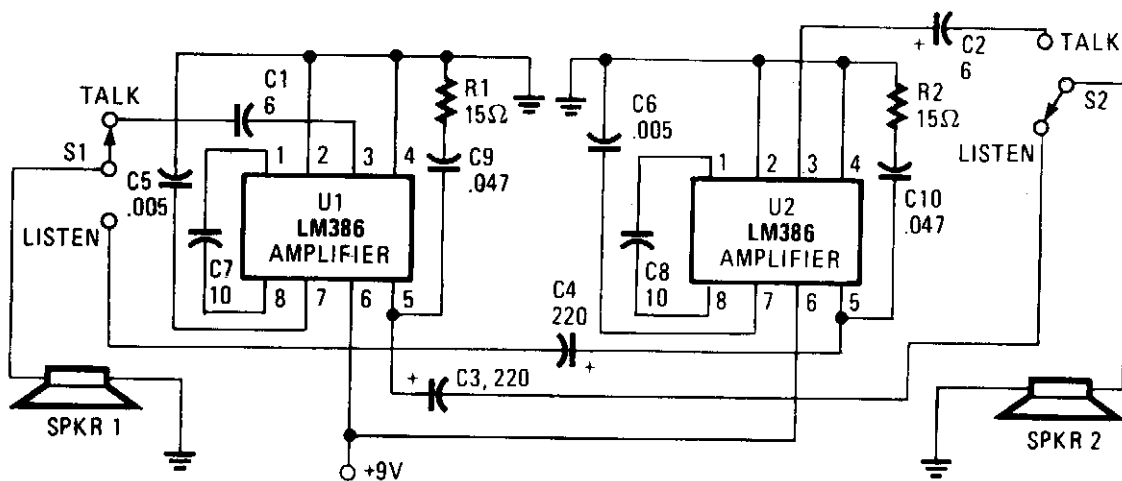 TALK
S1
LISTEN
C1
6
C5
.005
R1
15Ω
C9
.047
1 2 3 4
U1
LM386
AMPLIFIER
C7
10
8 7 6 5
SPKR 1
+9V
C3, 220
+
C4
220
+
C6
.005
C8
10
1 2 3 4
U2
LM386
AMPLIFIER
8 7 6 5
+
C2
6
R2
15Ω
C10
.047
TALK
S2
LISTEN
SPKR 2